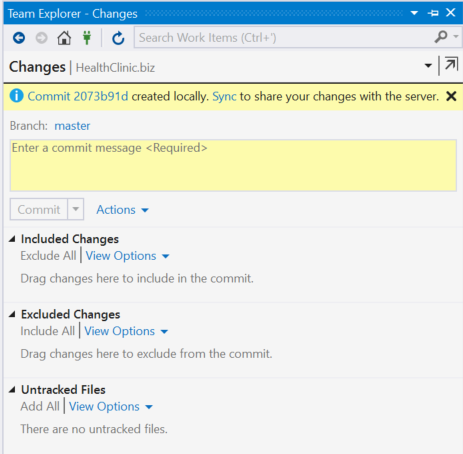 Team Explorer - Changes
Search Work Items (Ctrl+')
Changes | HealthClinic.biz
Commit 2073b91d created locally. Sync to share your changes with the server.
Branch: master
Enter a commit message <Required>
Commit Actions
Included Changes
Exclude All | View Options
Drag changes here to include in the commit.
Excluded Changes
Include All | View Options
Drag changes here to exclude from the commit.
Untracked Files
Add All | View Options
There are no untracked files.